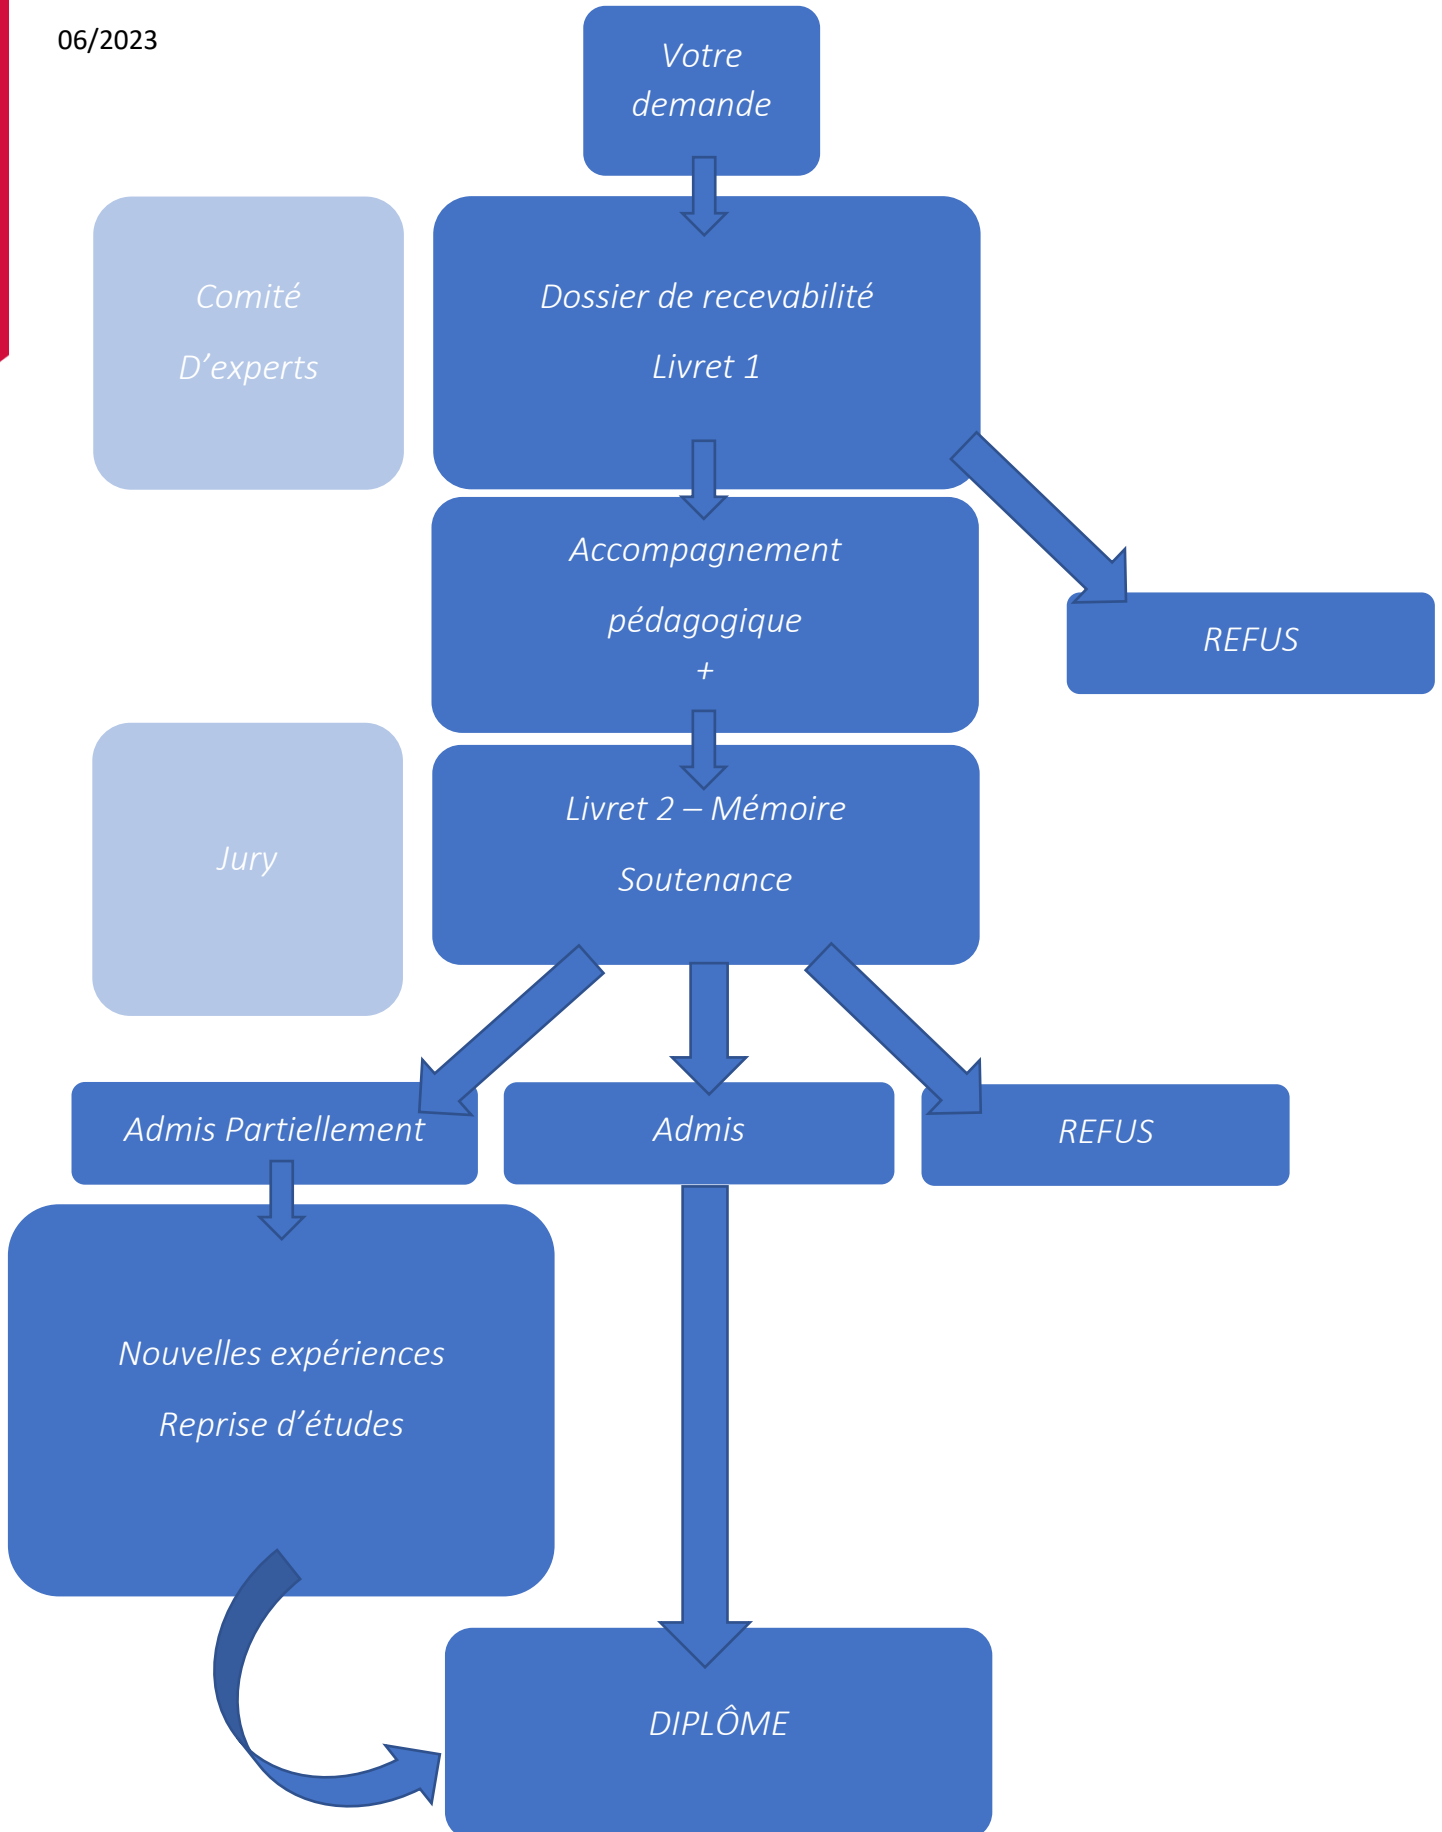 06/2023
Votre
demande
Comité
D’experts
Dossier de recevabilité
Livret 1
Accompagnement
pédagogique
+
REFUS
Jury
Livret 2 – Mémoire
Soutenance
Admis Partiellement
Admis
REFUS
Nouvelles expériences
Reprise d’études
DIPLÔME